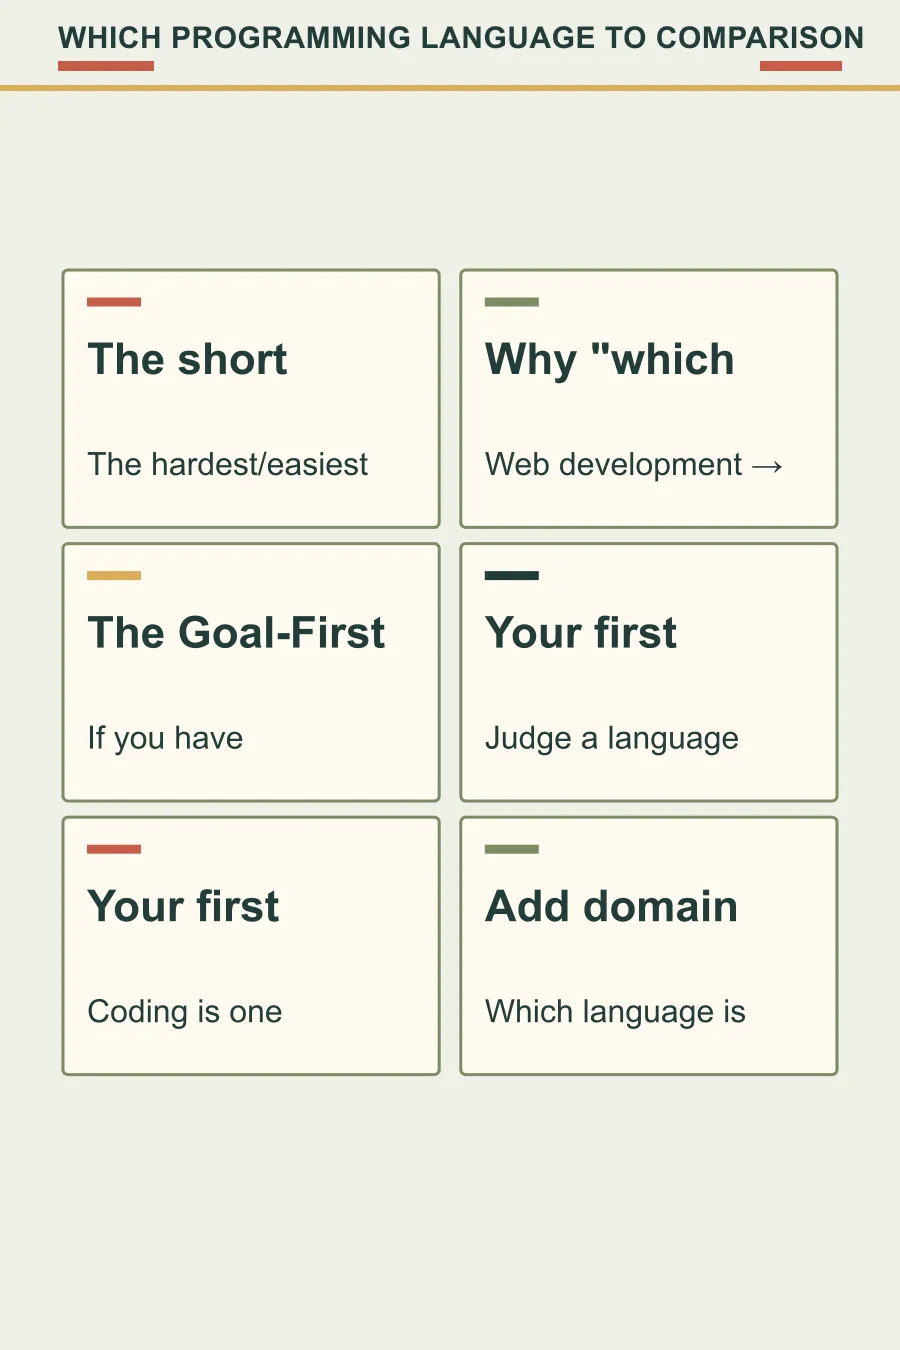 WHICH PROGRAMMING LANGUAGE TO COMPARISON
The short
The hardest/easiest
Why "which
Web development →
The Goal-First
If you have
Your first
Judge a language
Your first
Coding is one
Add domain
Which language is